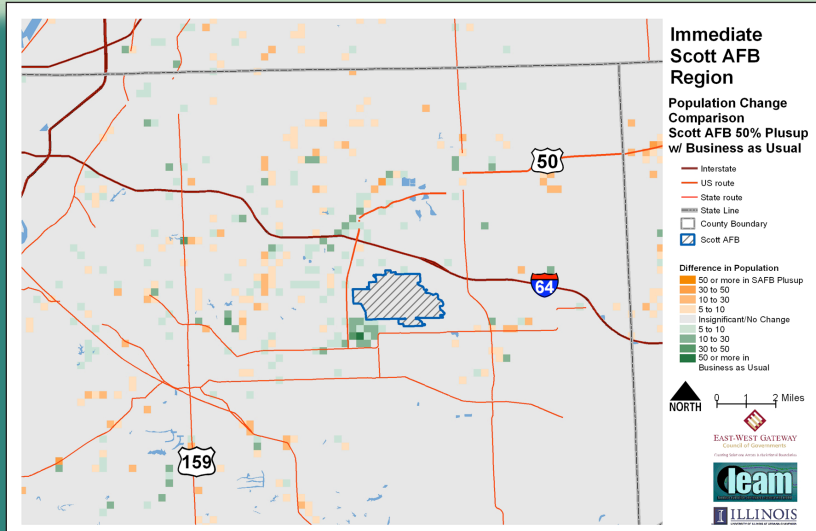 Immediate
Scott AFB
Region
Population Change
Comparison
Scott AFB 50% Plusup
w/ Business as Usual
Interstate
US route
State route
State Line
County Boundary
Scott AFB
Difference in Population
50 or more in SAFB Plusup
30 to 50
10 to 30
5 to 10
Insignificant/No Change
5 to 10
10 to 30
30 to 50
50 or more in
Business as Usual
NORTH
0 1 2 Miles
EAST-WEST GATEWAY
Council of Governments
leam
ILLINOIS
50
64
159